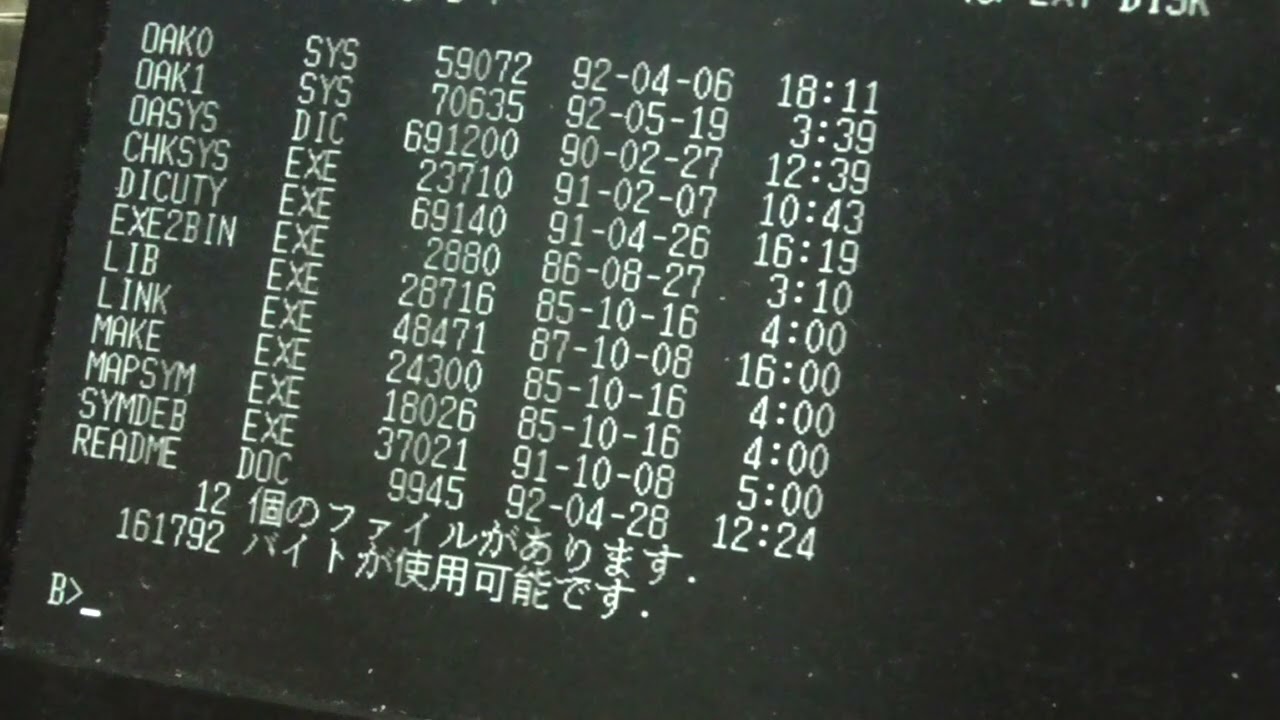 DISK
OAK0 SYS 59072 92-04-06 18:11
OAK1 SYS 70635 92-05-19 3:39
OASYS DIC 691200 90-02-27 12:39
CHKSYS EXE 23710 91-02-07 10:43
DICUTY EXE 69140 91-04-26 16:19
EXE2BIN EXE 2880 86-08-27 3:10
LIB EXE 28716 85-10-16 4:00
LINK EXE 48471 87-10-08 16:00
MAKE EXE 24300 85-10-16 4:00
MAPSYM EXE 18026 85-10-16 4:00
SYMDEB EXE 37021 91-10-08 5:00
README DOC 9945 92-04-28 12:24
12 個のファイルがあります.
161792 バイトが使用可能です.
B>_